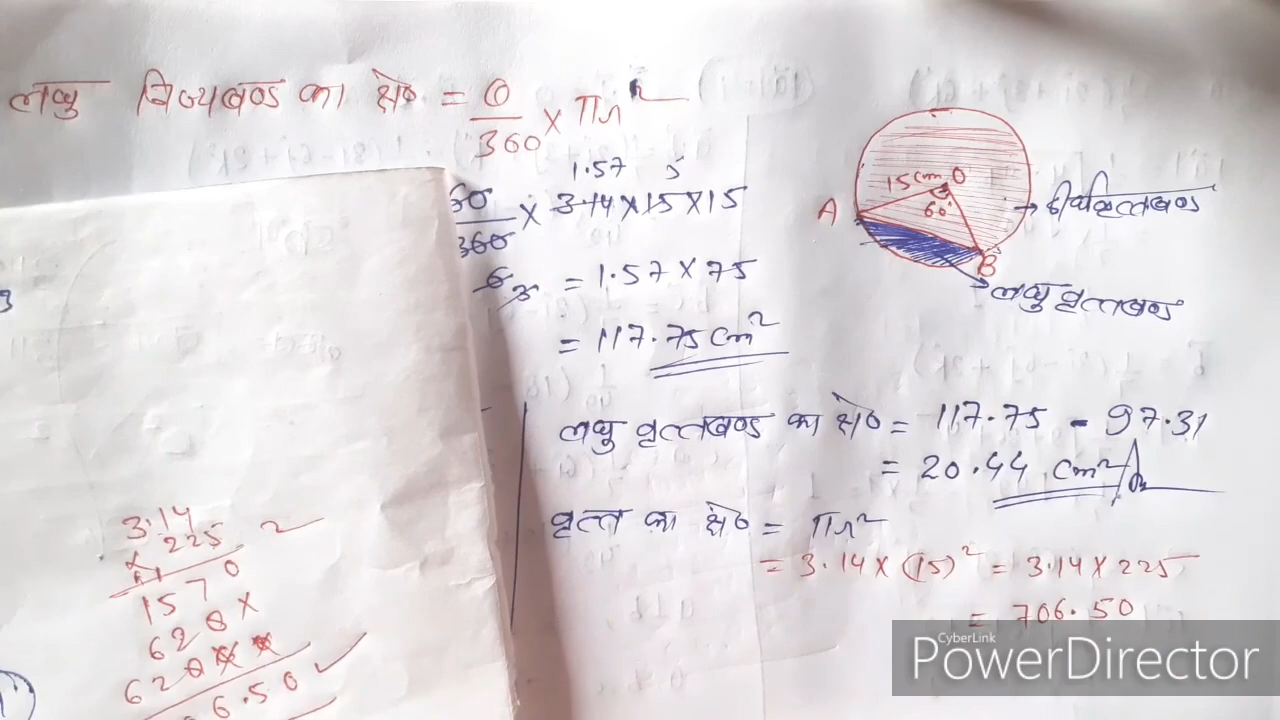 लघु त्रिज्यखण्ड का क्षे० = θ/360 × πr²
1.57 5
60/360 × 3.14×15×15
6
= 1.57 × 75
= 117.75 cm²
15 cm O
60°
A
B
→ दीर्घवृत्तखण्ड
लघु वृत्तखण्ड
लघु वृत्तखण्ड का क्षे० = 117.75 - 97.31
= 20.44 cm²
वृत्त का क्षे० = πr²
= 3.14 × (15)² = 3.14 × 225
= 706.50
3.14
× 225
1570
628×
628××
6.50
CyberLink
PowerDirector